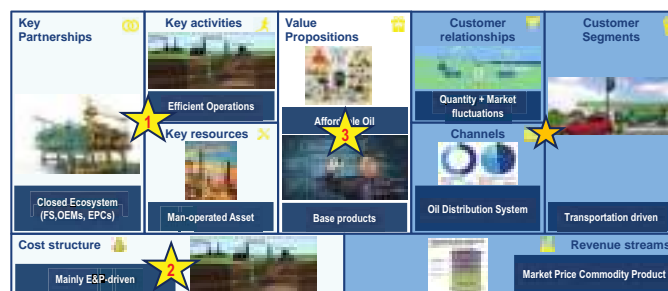 Key
Partnerships
Closed Ecosystem
(FS,OEMs, EPCs)
Key activities
Efficient Operations
Key resources
Man-operated Asset
Value
Propositions
Affordable Oil
Base products
Customer
relationships
Quantity + Market
fluctuations
Channels
Oil Distribution System
Customer
Segments
Transportation driven
1
3
Cost structure
Mainly E&P-driven
2
Revenue streams
Market Price Commodity Product